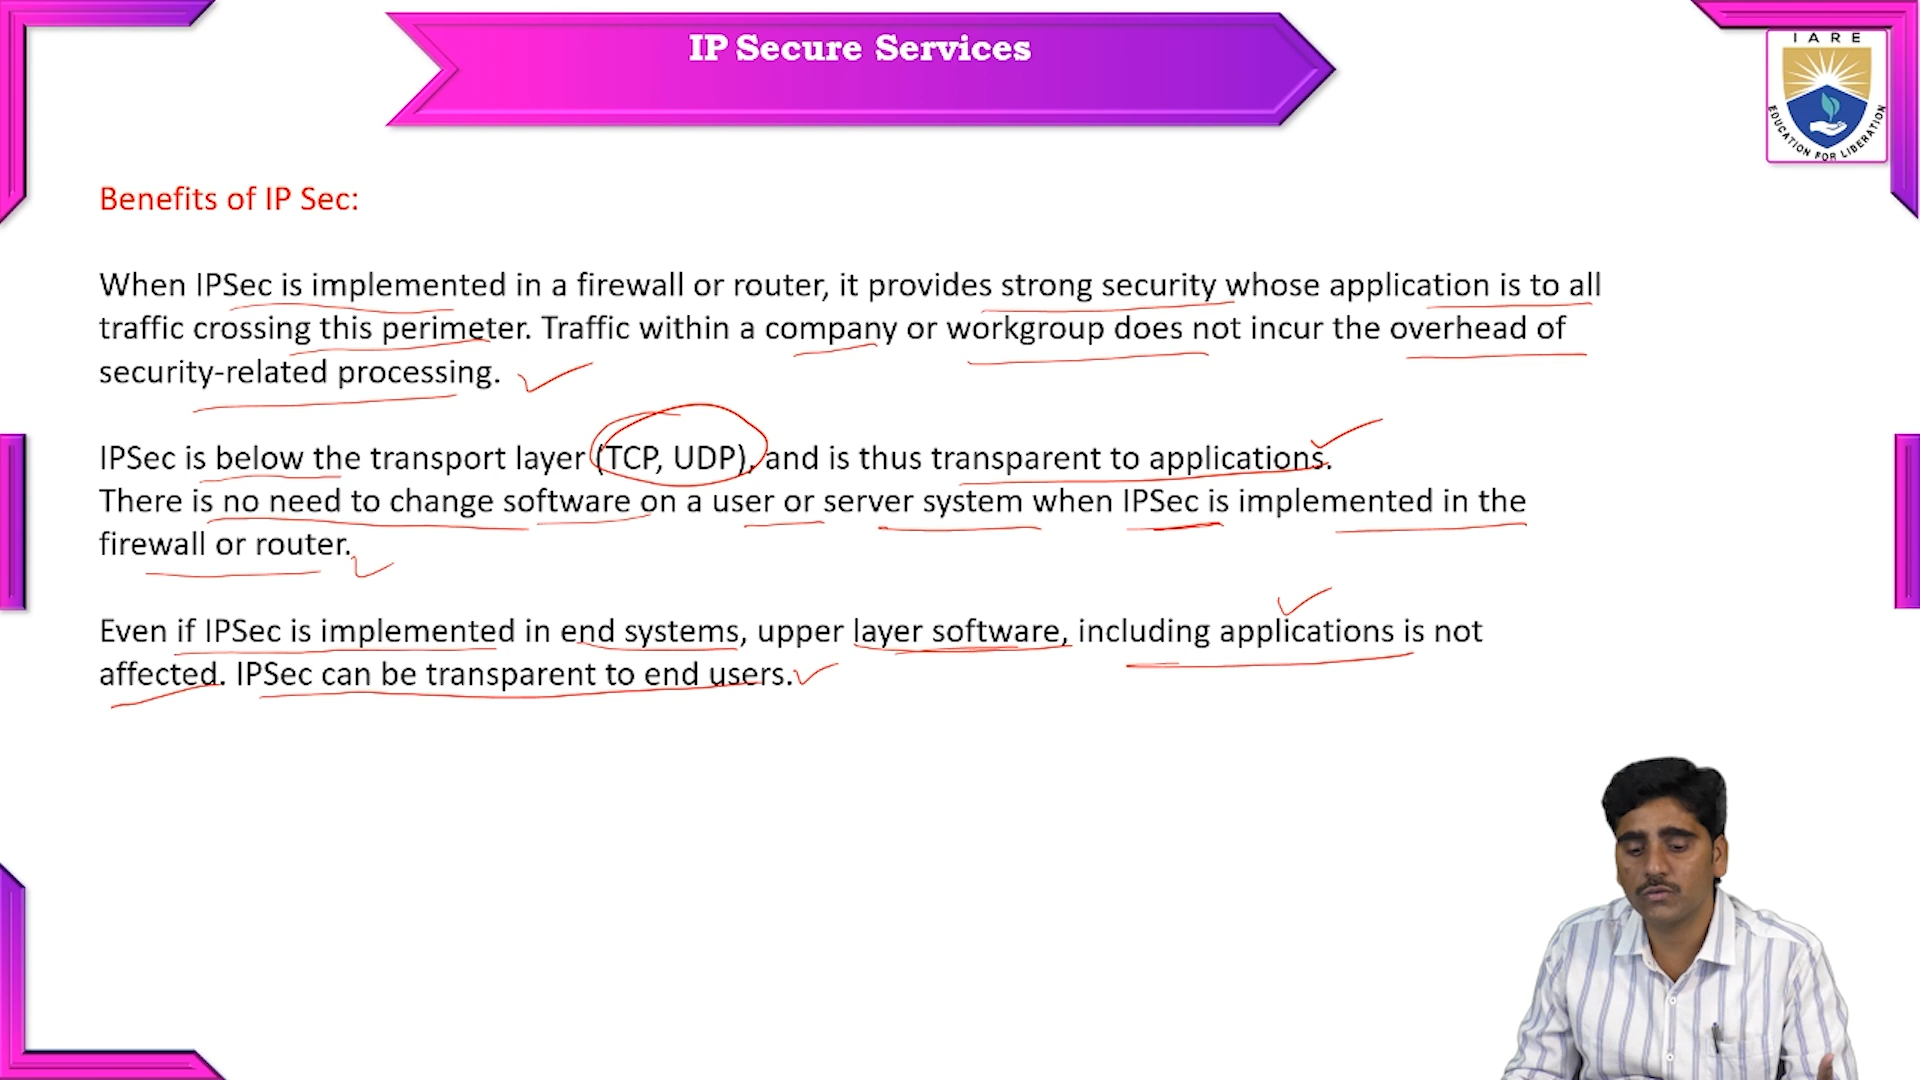 IP Secure Services
IARE
EDUCATION FOR LIBERATION
Benefits of IP Sec:
When IPSec is implemented in a firewall or router, it provides strong security whose application is to all
traffic crossing this perimeter. Traffic within a company or workgroup does not incur the overhead of
security-related processing.
IPSec is below the transport layer (TCP, UDP), and is thus transparent to applications.
There is no need to change software on a user or server system when IPSec is implemented in the
firewall or router.
Even if IPSec is implemented in end systems, upper layer software, including applications is not
affected. IPSec can be transparent to end users.